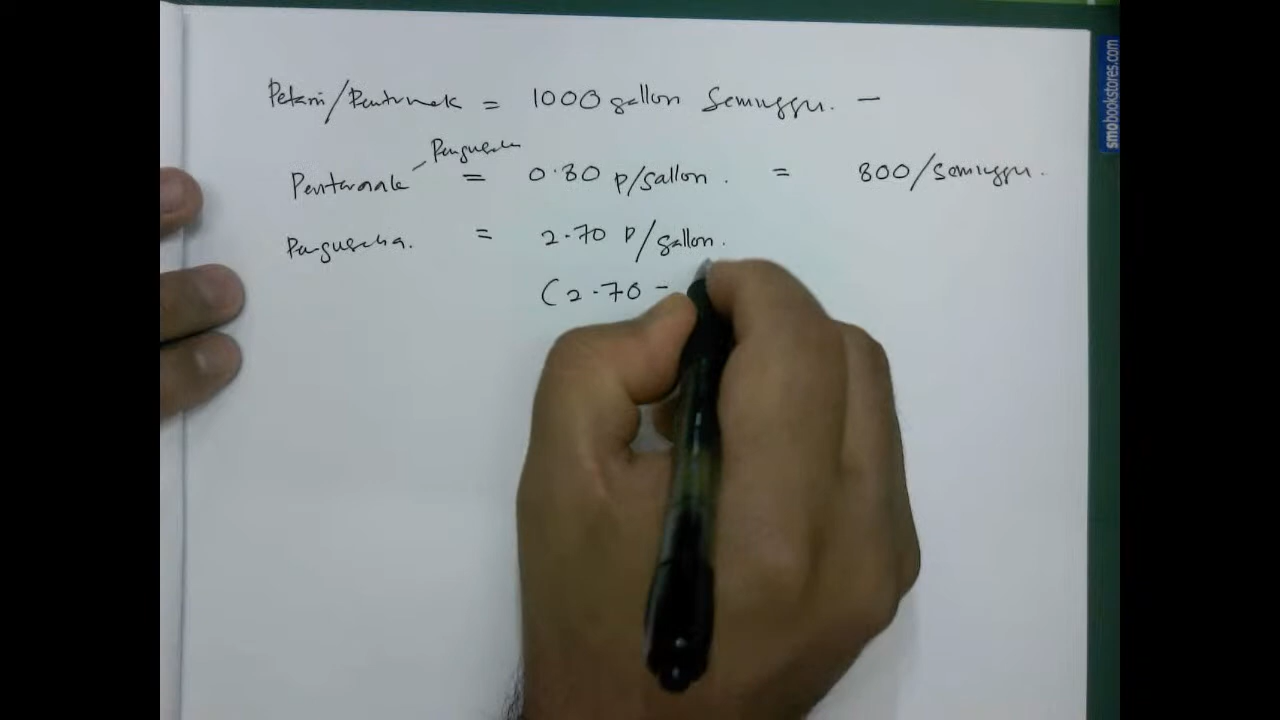 Petani/Penternak = 1000 gallon Seminggu. –
Pengusaha
Penternak = 0.80 p/gallon. = 800/Seminggu.
Pengusaha. = 2.70 p/gallon.
(2.70 -
smobookstores.com